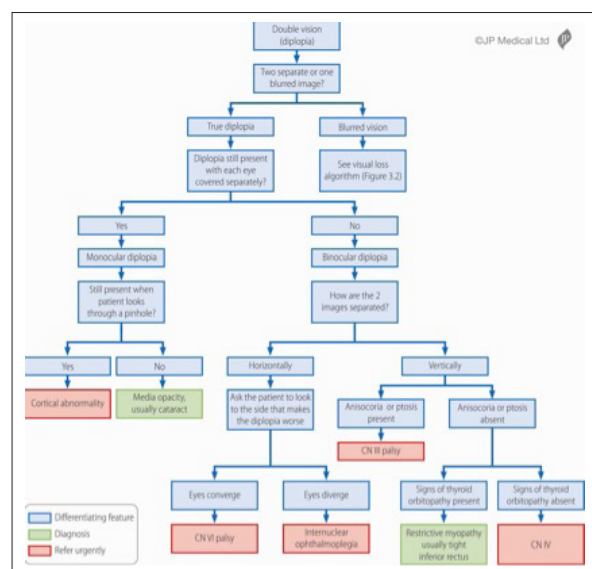 Double vision
(diplopia)
©JP Medical Ltd
Two separate or one
blurred image?
True diplopia
Blurred vision
Diplopia still present
with each eye
covered separately?
See visual loss
algorithm (Figure 3.2)
Yes
No
Monocular diplopia
Binocular diplopia
Still present when
patient looks
through a pinhole?
How are the 2
images separated?
Yes
No
Horizontally
Vertically
Cortical abnormality
Media opacity,
usually cataract
Ask the patient to look
to the side that makes
the diplopia worse
Anisocoria or ptosis
present
Anisocoria or ptosis
absent
CN III palsy
Eyes converge
Eyes diverge
Signs of thyroid
orbitopathy present
Signs of thyroid
orbitopathy absent
CN VI palsy
Internuclear
ophthalmoplegia
Restrictive myopathy
usually tight
inferior rectus
CN IV
Differentiating feature
Diagnosis
Refer urgently